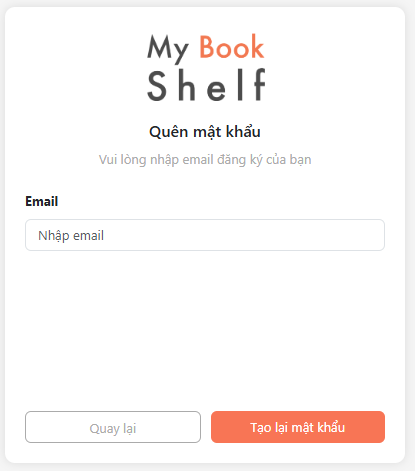 My Book
Shelf
Quên mật khẩu
Vui lòng nhập email đăng ký của bạn
Email
Nhập email
Quay lại
Tạo lại mật khẩu